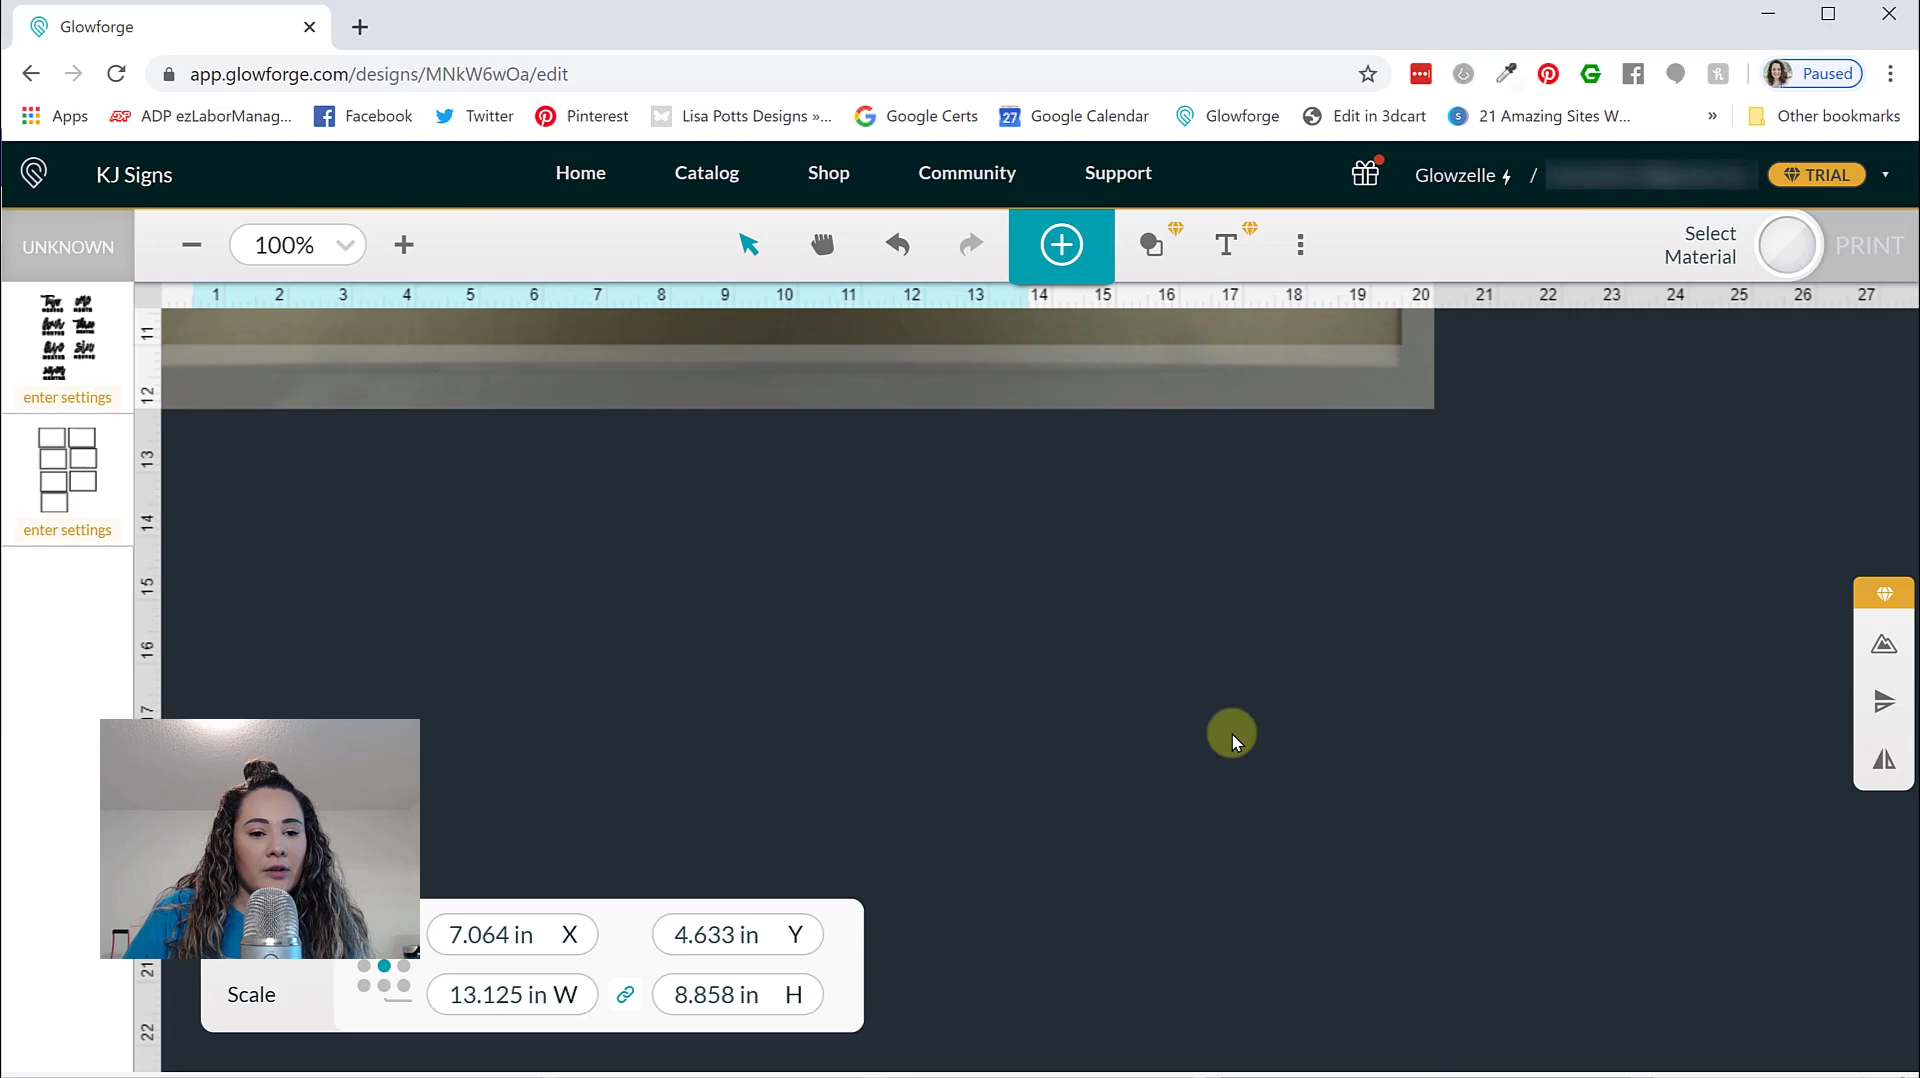 Glowforge
app.glowforge.com/designs/MNkW6wOa/edit
Paused
Apps ADP ezLaborManag... Facebook Twitter Pinterest Lisa Potts Designs »... Google Certs 27 Google Calendar Glowforge Edit in 3dcart 21 Amazing Sites W... » Other bookmarks
KJ Signs Home Catalog Shop Community Support Glowzelle / TRIAL
UNKNOWN 100% T Select Material PRINT
1 2 3 4 5 6 7 8 9 10 11 12 13 14 15 16 17 18 19 20 21 22 23 24 25 26 27
11
12
13
14
15
16
17
21
22
enter settings
enter settings
7.064 in X 4.633 in Y
Scale 13.125 in W 8.858 in H